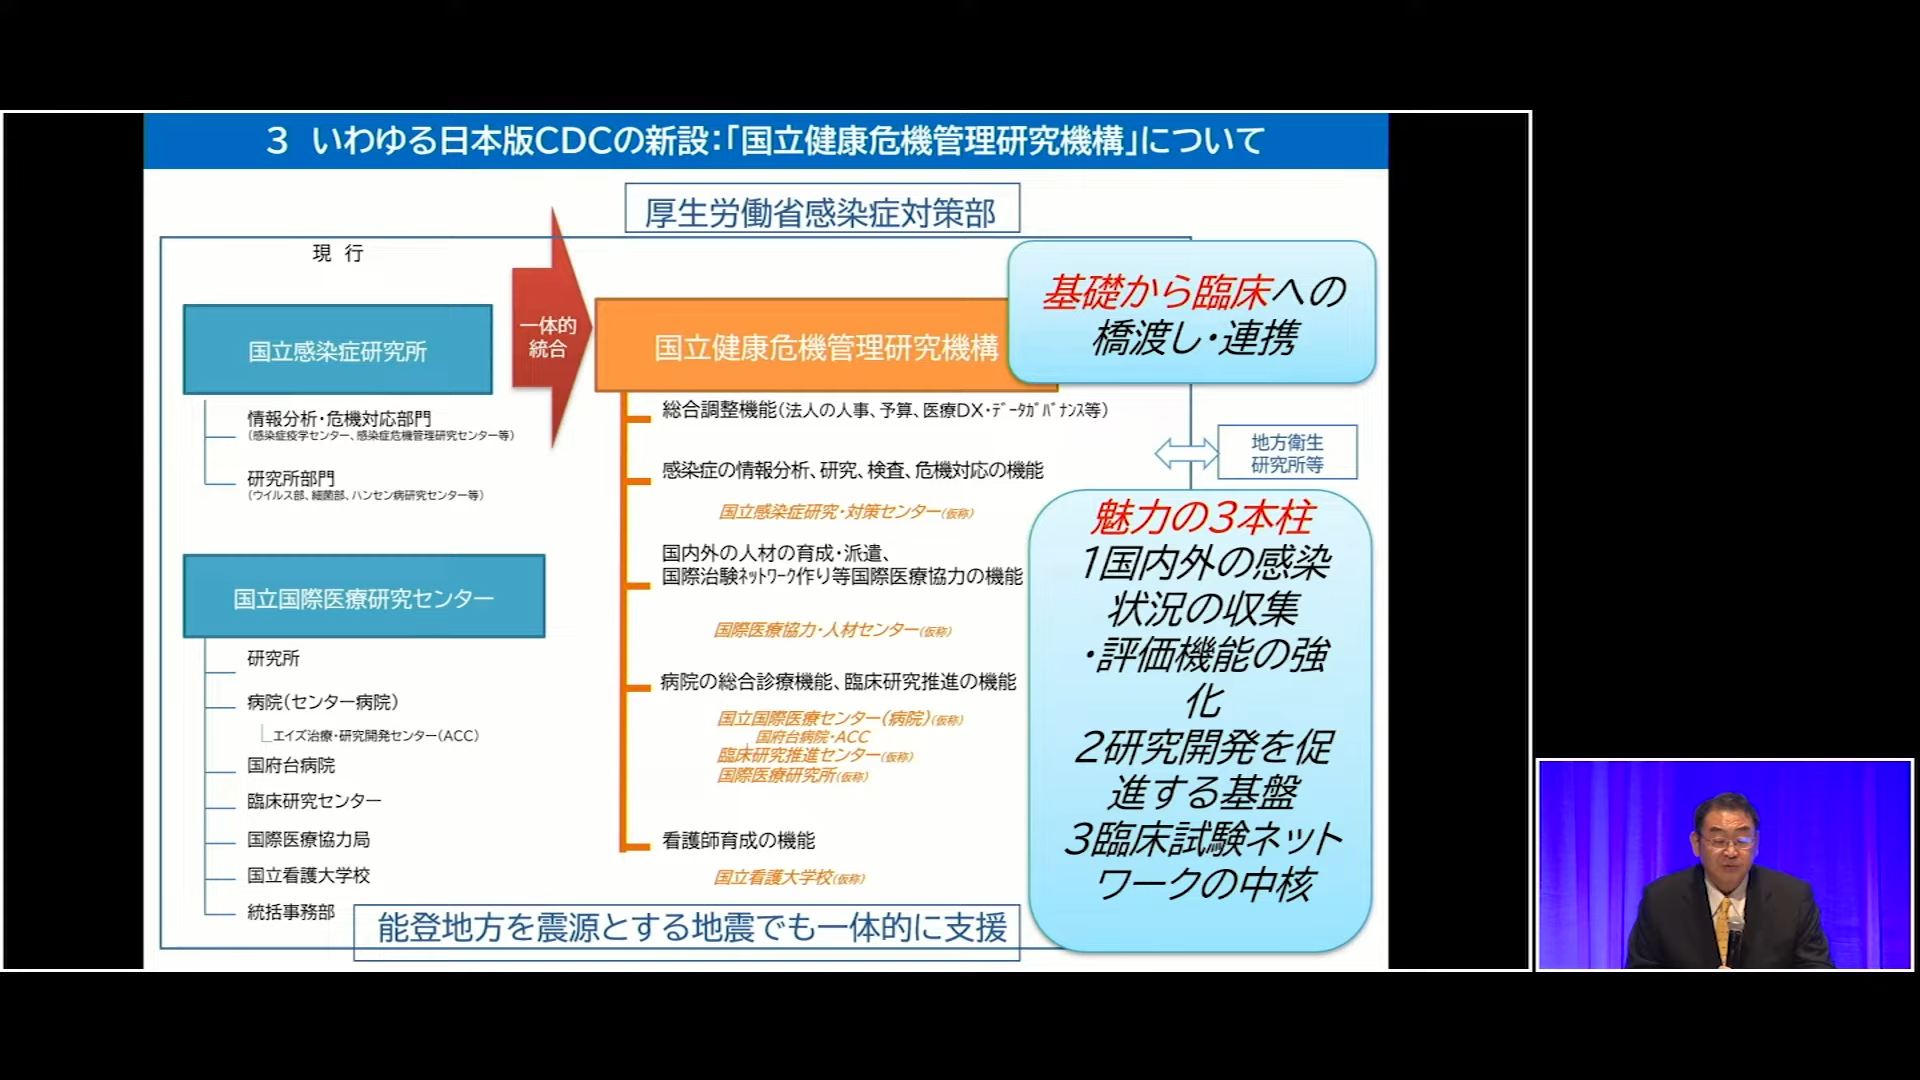 ３ いわゆる日本版CDCの新設：「国立健康危機管理研究機構」について
厚生労働省感染症対策部
現 行
国立感染症研究所
情報分析・危機対応部門
（感染症疫学センター、感染症危機管理研究センター等）
研究所部門
（ウイルス部、細菌部、ハンセン病研究センター等）
国立国際医療研究センター
研究所
病院（センター病院）
エイズ治療・研究開発センター（ACC）
国府台病院
臨床研究センター
国際医療協力局
国立看護大学校
統括事務部
一体的
統合
国立健康危機管理研究機構
総合調整機能（法人の人事、予算、医療DX・ﾃﾞｰﾀｶﾞﾊﾞﾅﾝｽ等）
感染症の情報分析、研究、検査、危機対応の機能
国立感染症研究・対策センター（仮称）
国内外の人材の育成・派遣、
国際治験ﾈｯﾄﾜｰｸ作り等国際医療協力の機能
国際医療協力・人材センター（仮称）
病院の総合診療機能、臨床研究推進の機能
国立国際医療センター（病院）（仮称）
国府台病院・ACC
臨床研究推進センター（仮称）
国際医療研究所（仮称）
看護師育成の機能
国立看護大学校（仮称）
能登地方を震源とする地震でも一体的に支援
基礎から臨床への
橋渡し・連携
地方衛生
研究所等
魅力の３本柱
１国内外の感染
状況の収集
・評価機能の強
化
２研究開発を促
進する基盤
３臨床試験ネット
ワークの中核